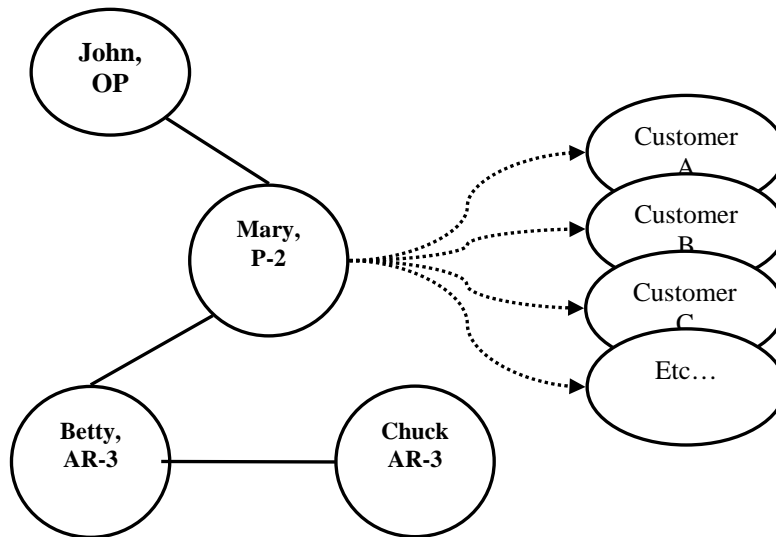 John,
OP
Customer
A
Mary,
P-2
Customer
B
Customer
C
Etc…
Betty,
AR-3
Chuck
AR-3